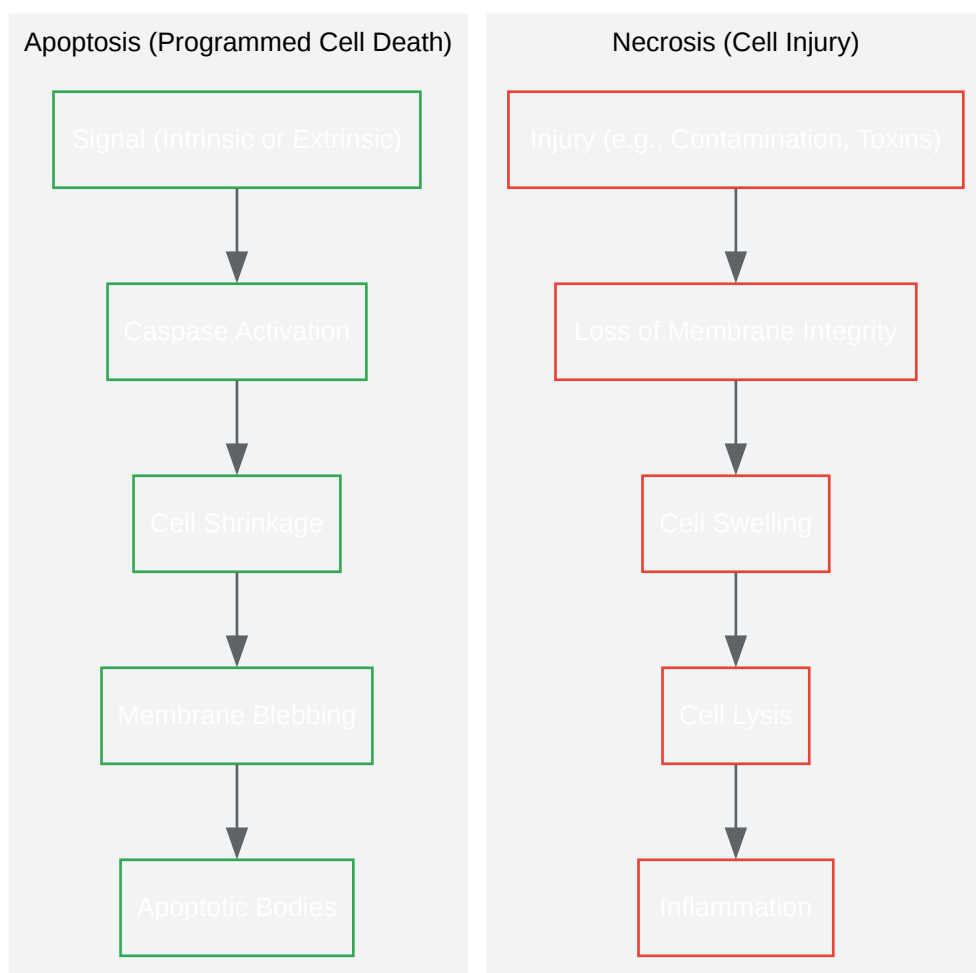 Apoptosis (Programmed Cell Death)
Signal (Intrinsic or Extrinsic)
Caspase Activation
Cell Shrinkage
Membrane Blebbing
Apoptotic Bodies
Necrosis (Cell Injury)
Injury (e.g., Contamination, Toxins)
Loss of Membrane Integrity
Cell Swelling
Cell Lysis
Inflammation